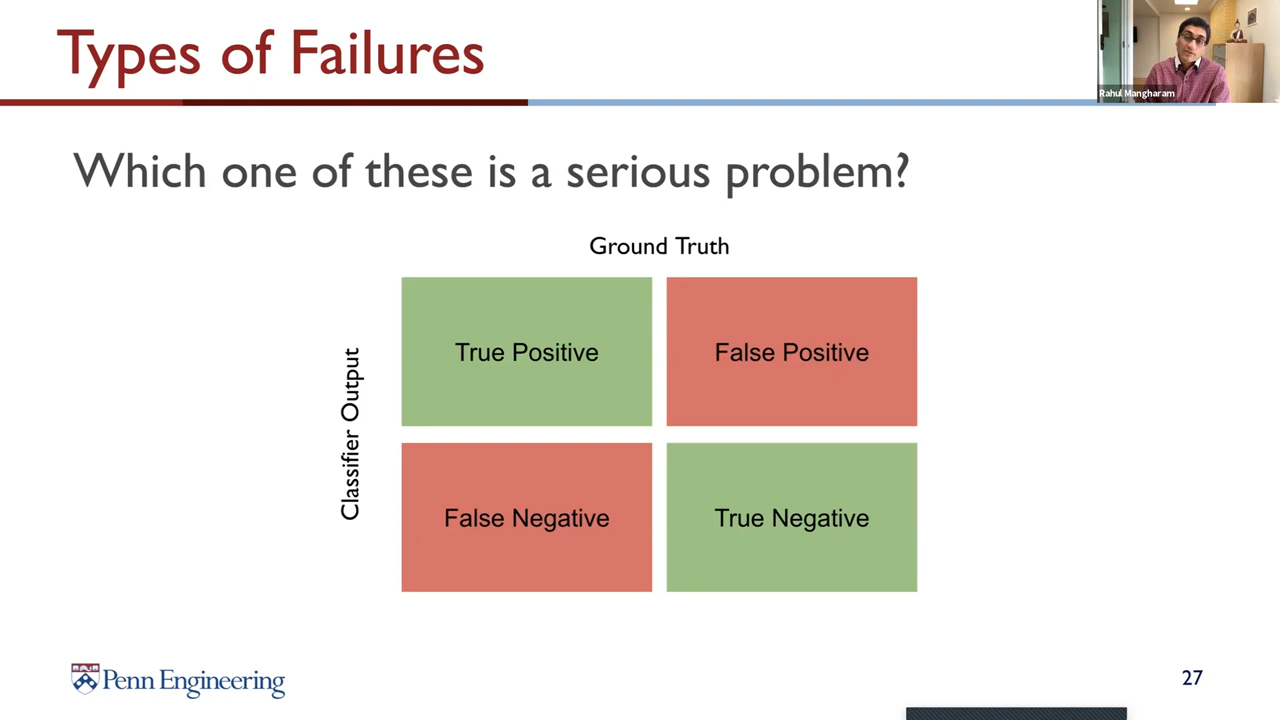 Types of Failures
Rahul Mangharam
Which one of these is a serious problem?
Ground Truth
Classifier Output
True Positive
False Positive
False Negative
True Negative
Penn Engineering
27